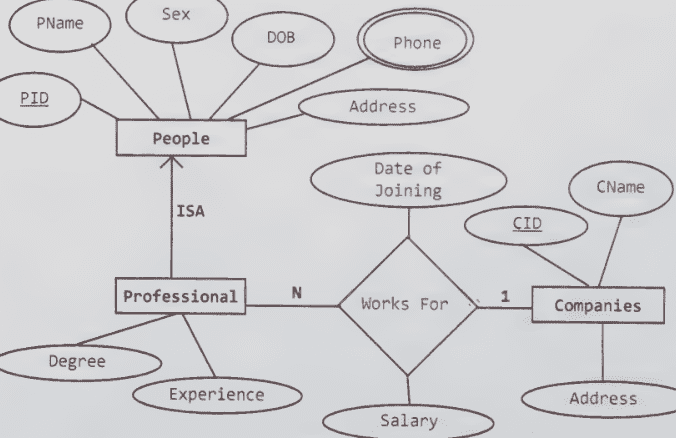 Sex
PName
DOB
Phone
PID
Address
People
Date of
Joining
CName
ISA
CID
Professional
N
Works For
1
Companies
Degree
Experience
Address
Salary